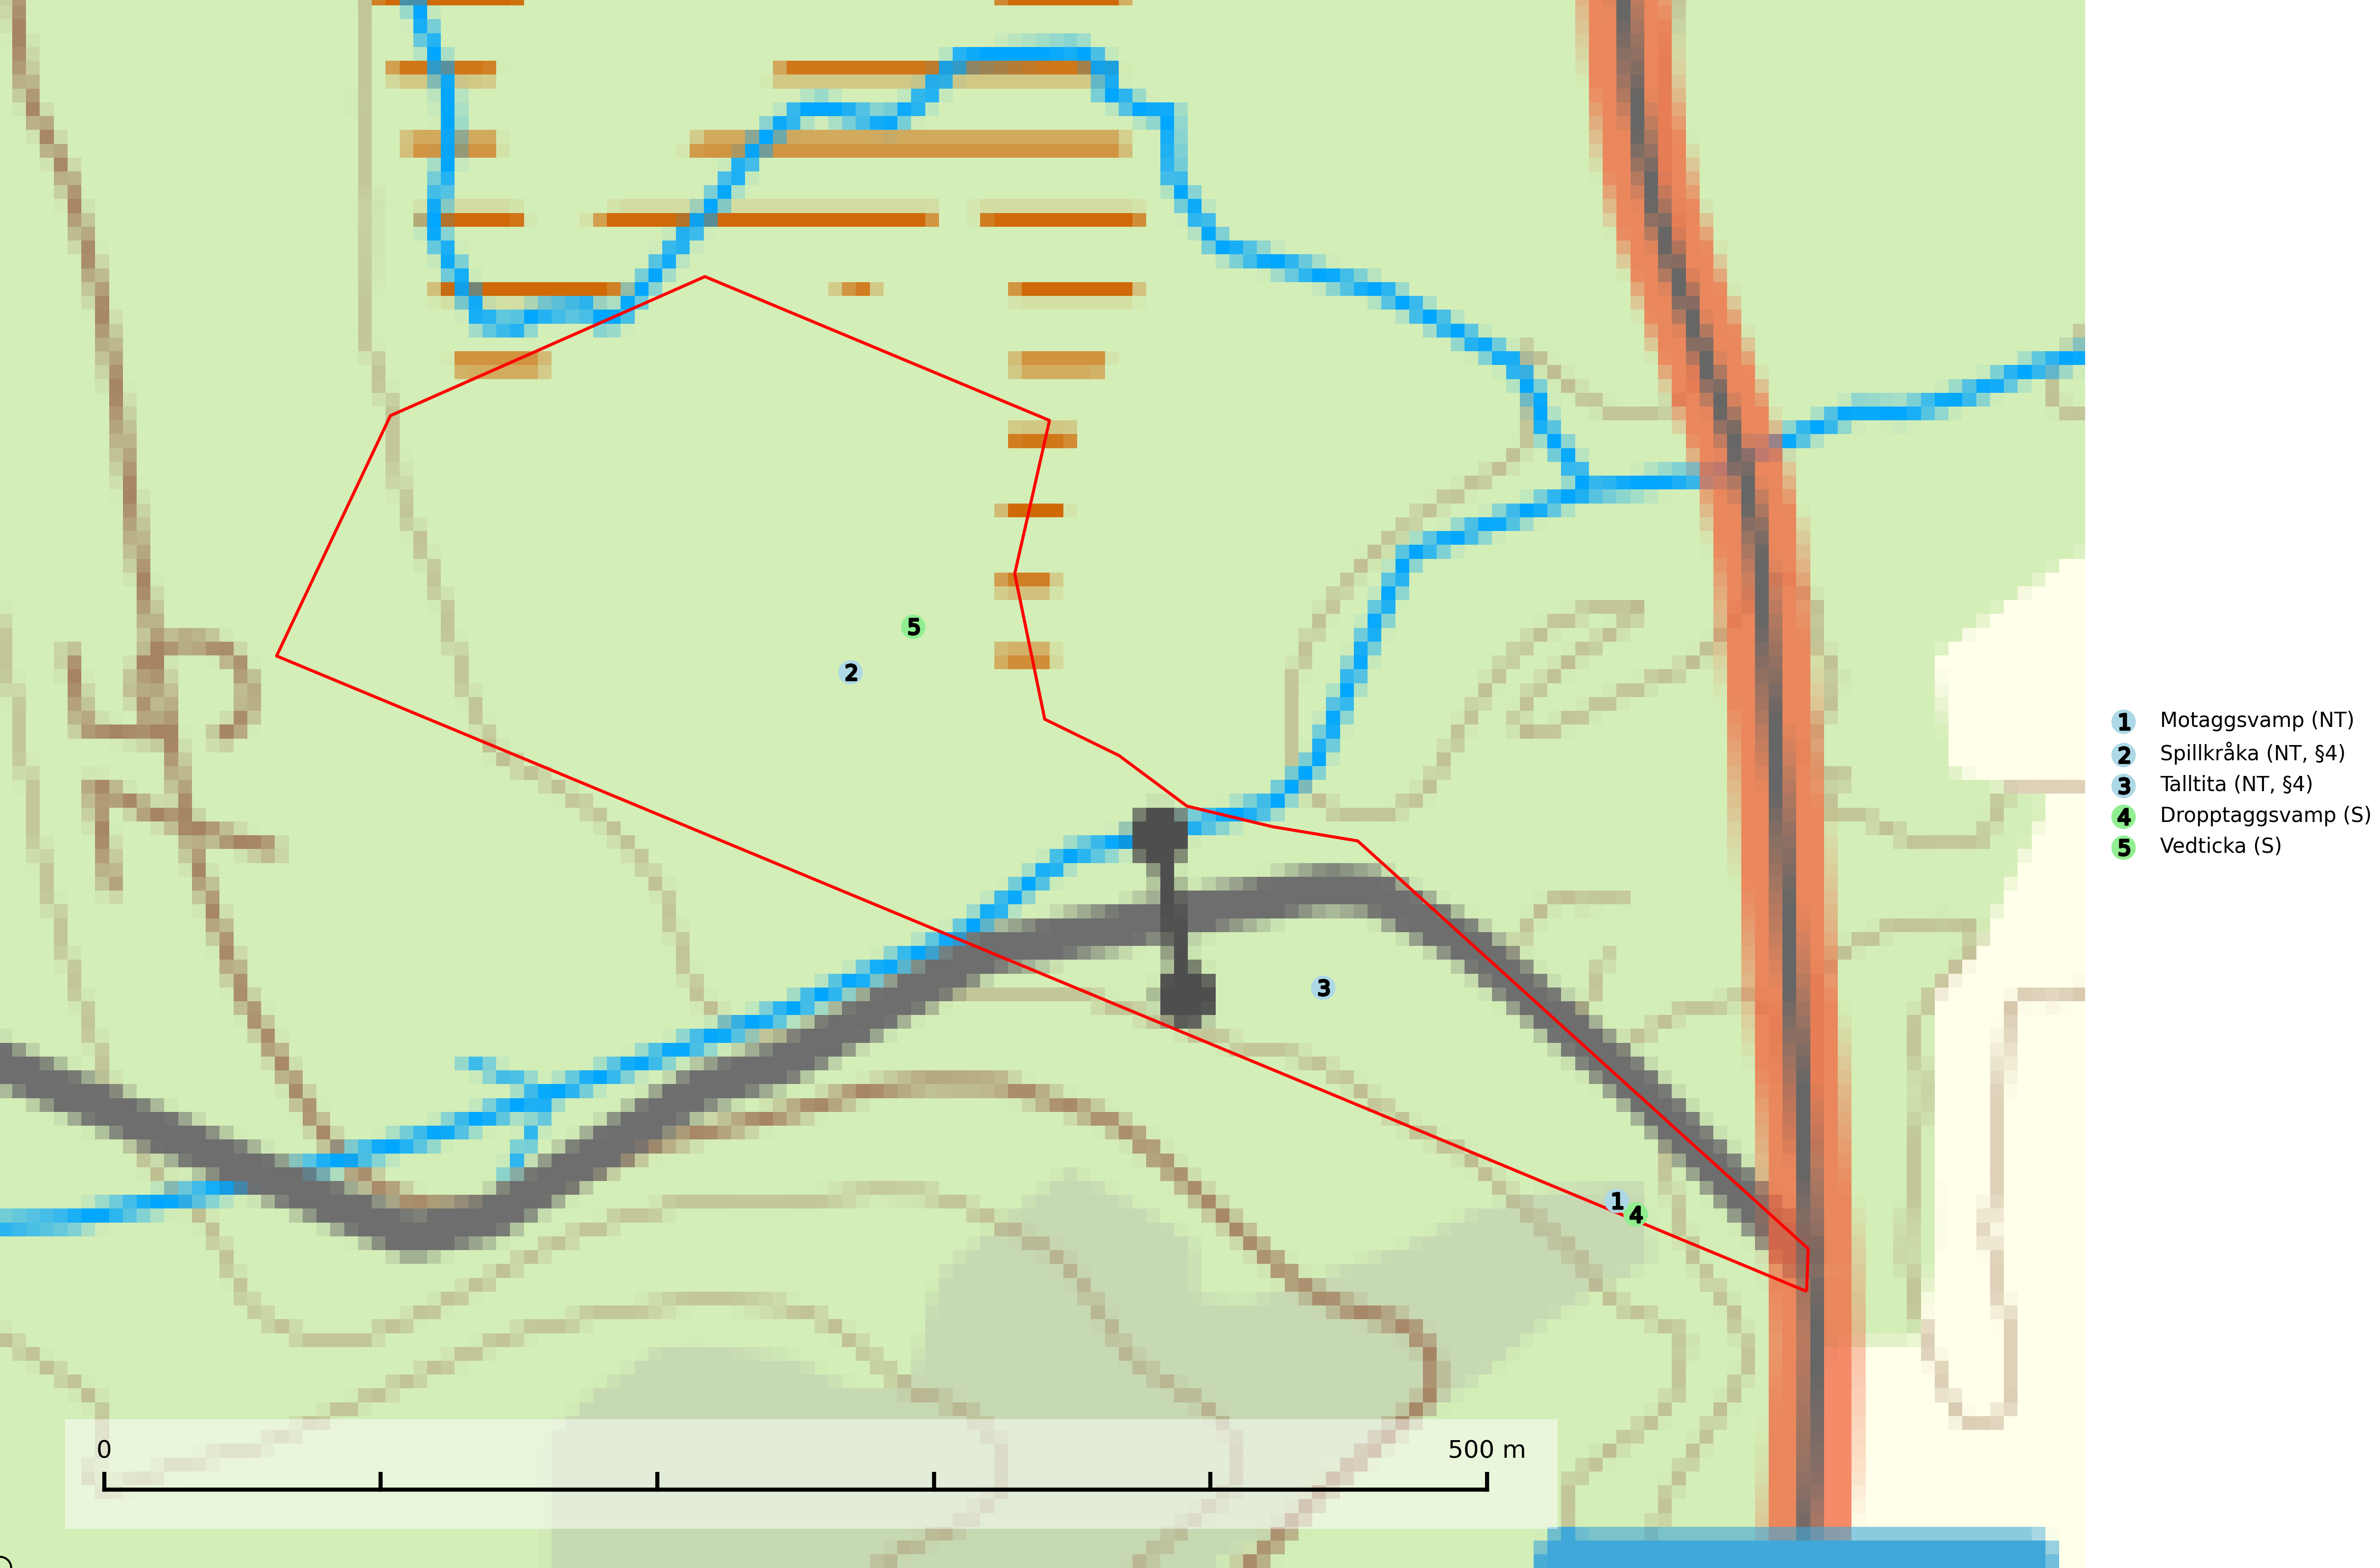 5
2
3
1
4
1 Motaggsvamp (NT)
2 Spillkråka (NT, §4)
3 Talltita (NT, §4)
4 Dropptaggsvamp (S)
5 Vedticka (S)
0 500 m